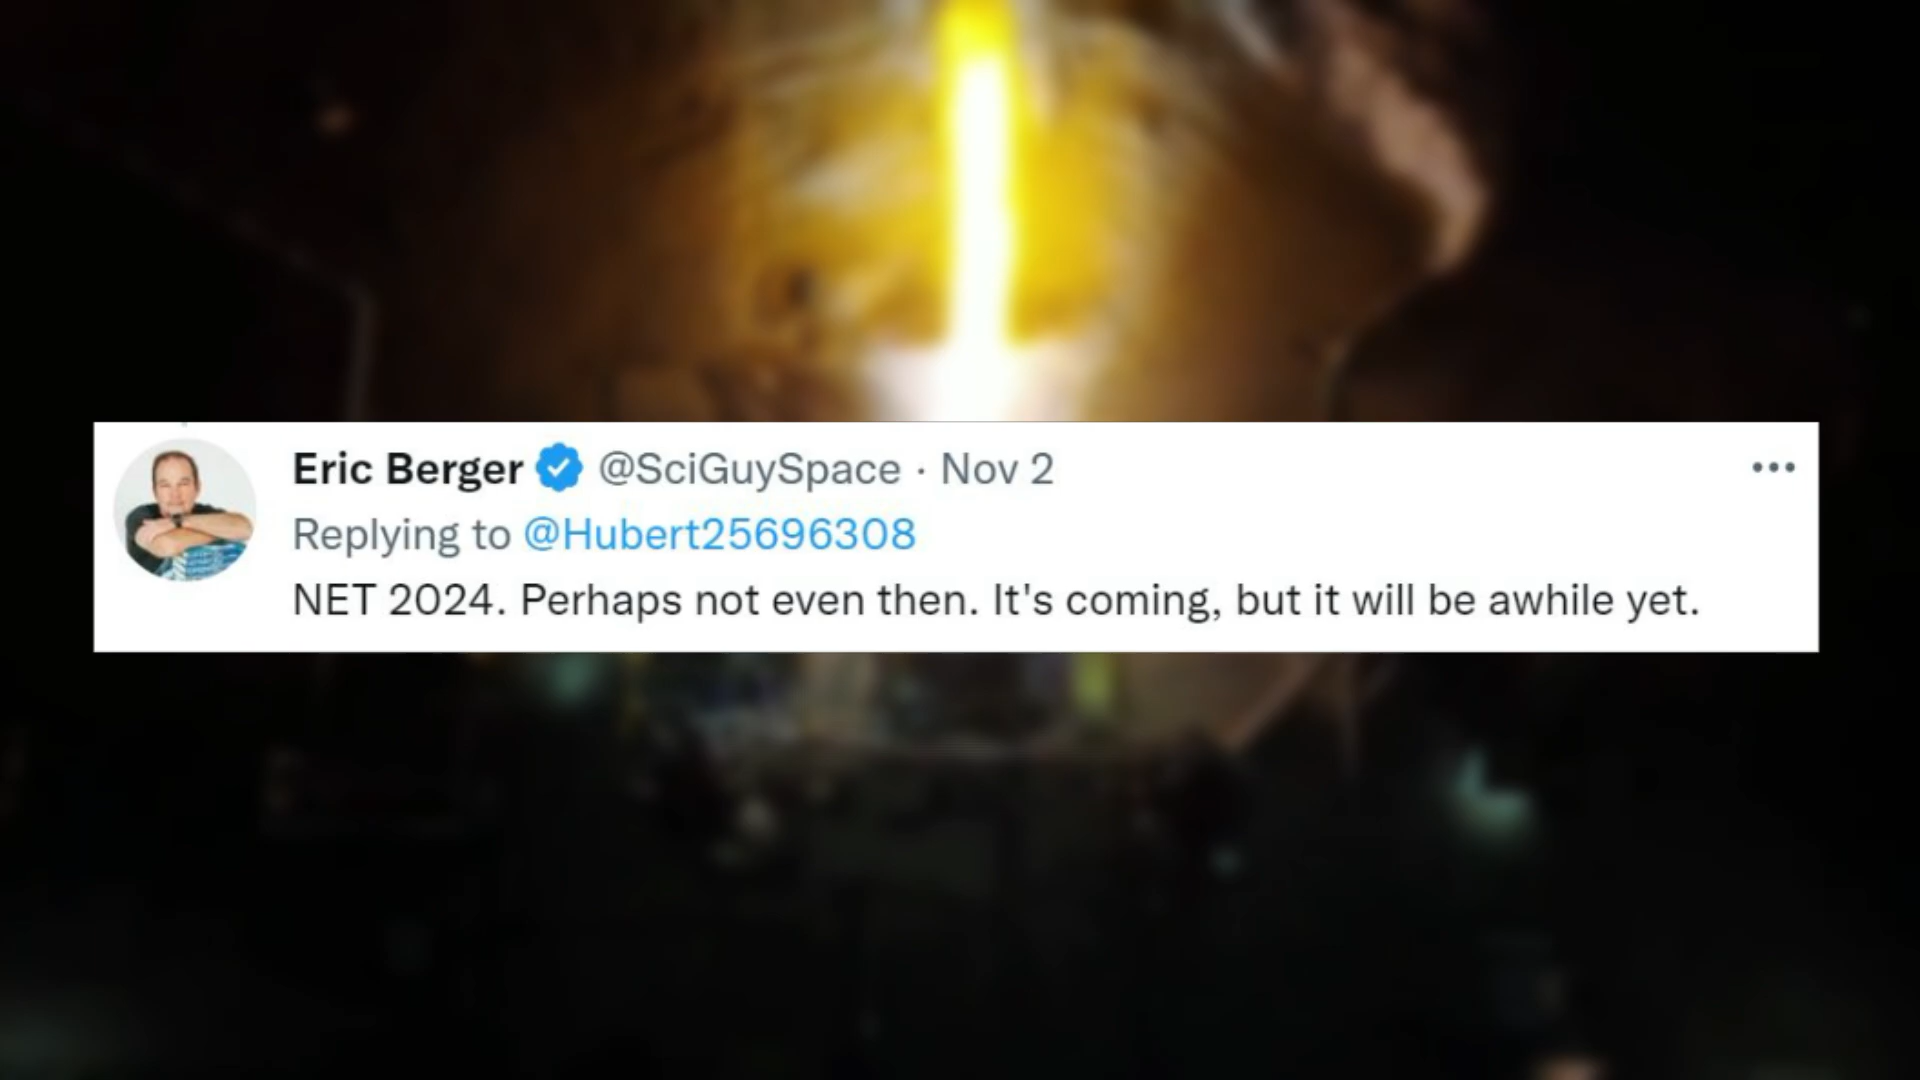 Eric Berger @SciGuySpace · Nov 2
Replying to @Hubert25696308
NET 2024. Perhaps not even then. It's coming, but it will be awhile yet.